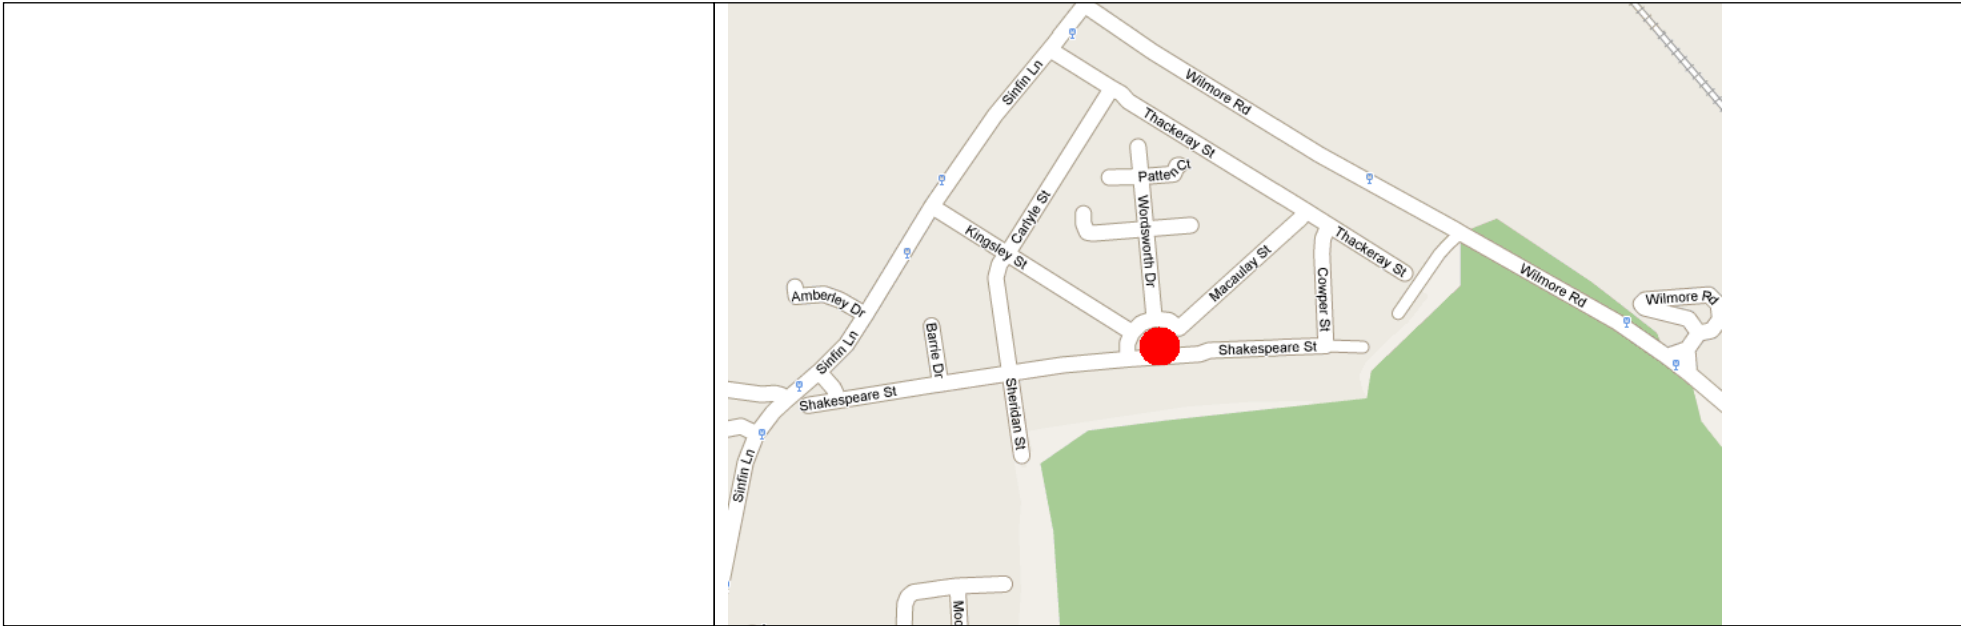 Sinfin Ln
Wilmore Rd
Thackeray St
Patten Ct
Carlyle St
Wordsworth Dr
Kingsley St
Macaulay St
Thackeray St
Cowper St
Wilmore Rd
Wilmore Rd
Amberley Dr
Sinfin Ln
Barrie Dr
Shakespeare St
Shakespeare St
Sheridan St
Sinfin Ln